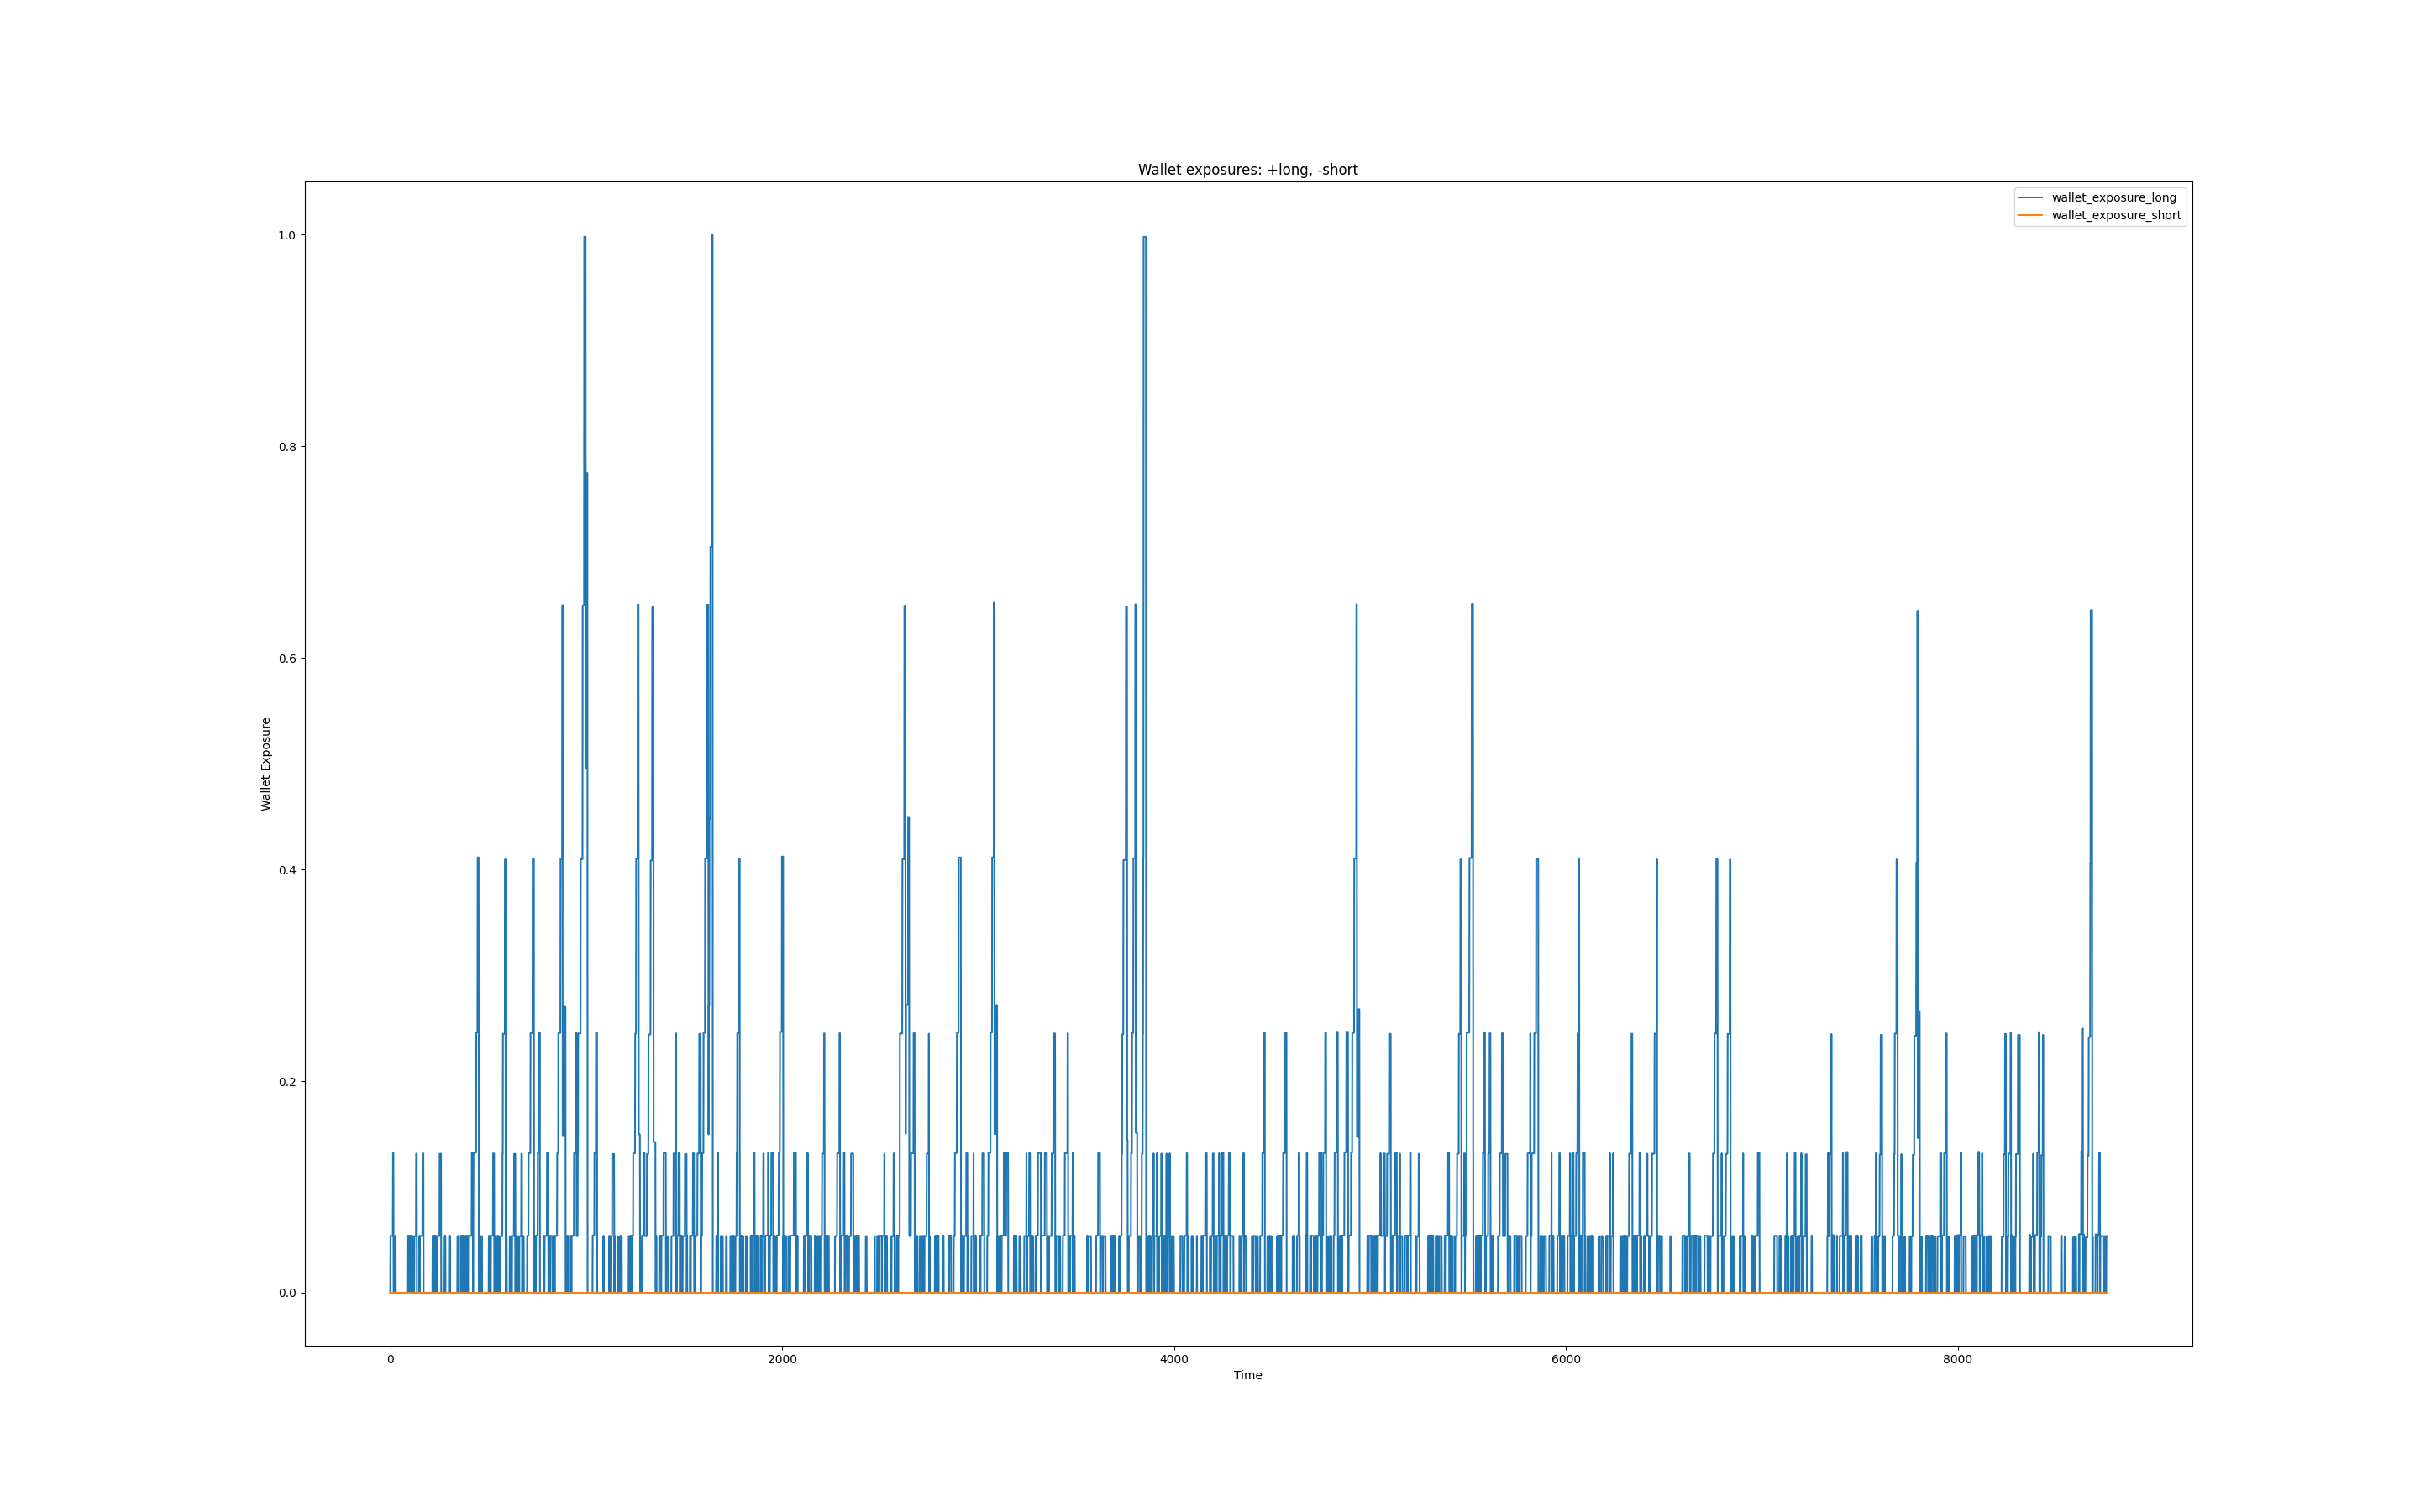 Wallet exposures: +long, -short
wallet_exposure_long
wallet_exposure_short
1.0
0.8
0.6
0.4
0.2
0.0
Wallet Exposure
0 2000 4000 6000 8000
Time